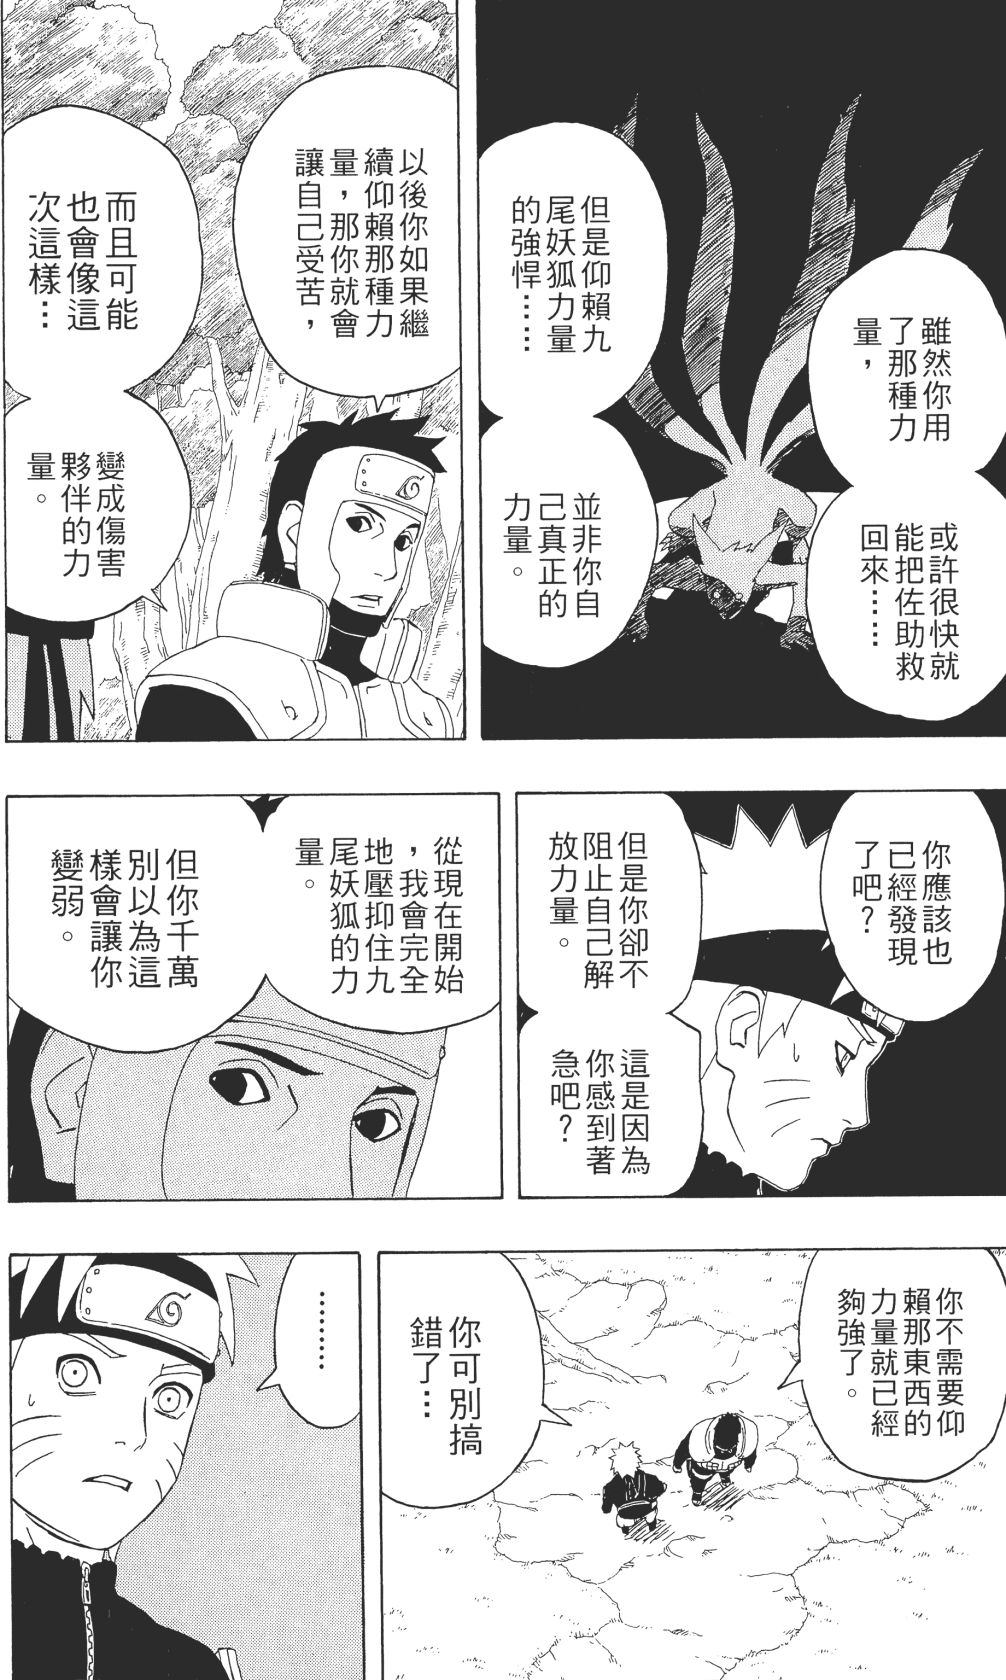 雖然你用
了那種力
量，
或許很快就
能把佐助救
回來……
但是仰賴九
尾妖狐力量
的強悍……
並非你自
己真正的
力量。
以後你如果繼
續仰賴那種力
量，那你就會
讓自己受苦，
而且可能
也會像這
次這樣…
變成傷害
夥伴的力
量。
你應該也
已經發現
了吧？
但是你卻不
阻止自己解
放力量。
這是因為
你感到著
急吧？
從現在開始
，我會完全
地壓抑住九
尾妖狐的力
量。
但你千萬
別以為這
樣會讓你
變弱。
你不需要仰
賴那東西的
力量就已經
夠強了。
你可別搞
錯了…
………